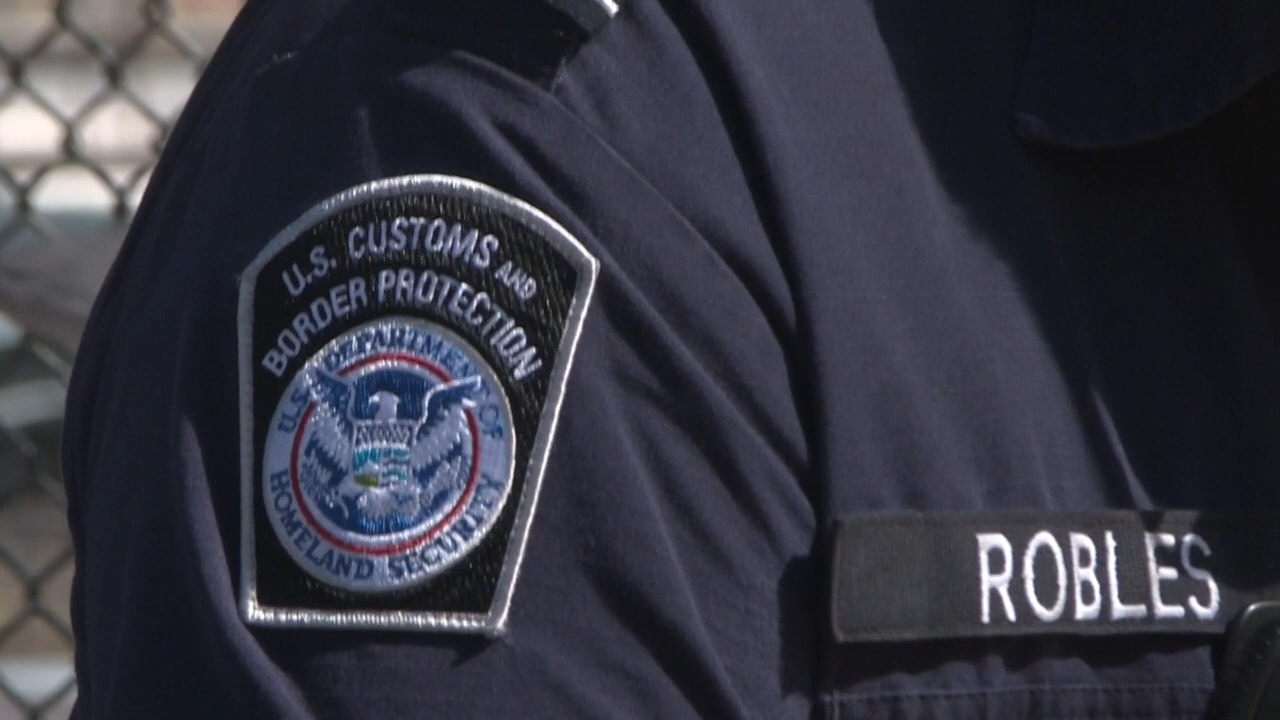 U.S. CUSTOMS AND
BORDER PROTECTION
U.S. DEPARTMENT OF
HOMELAND SECURITY
ROBLES